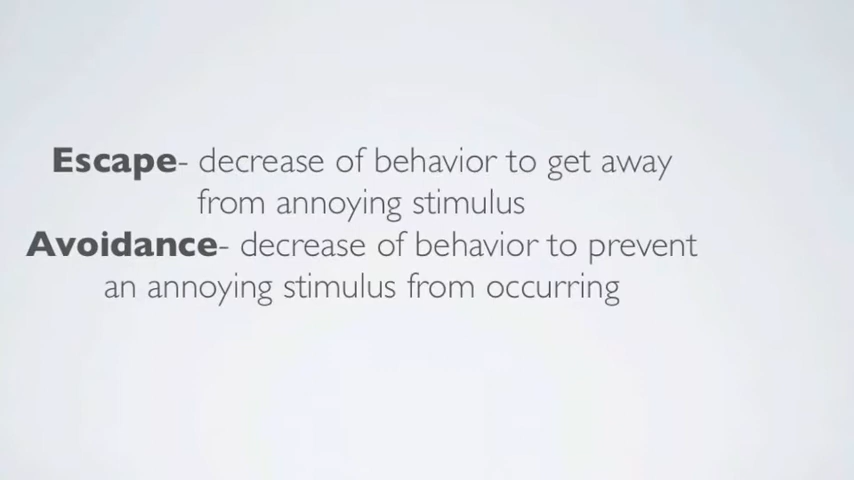 Escape- decrease of behavior to get away
from annoying stimulus
Avoidance- decrease of behavior to prevent
an annoying stimulus from occurring